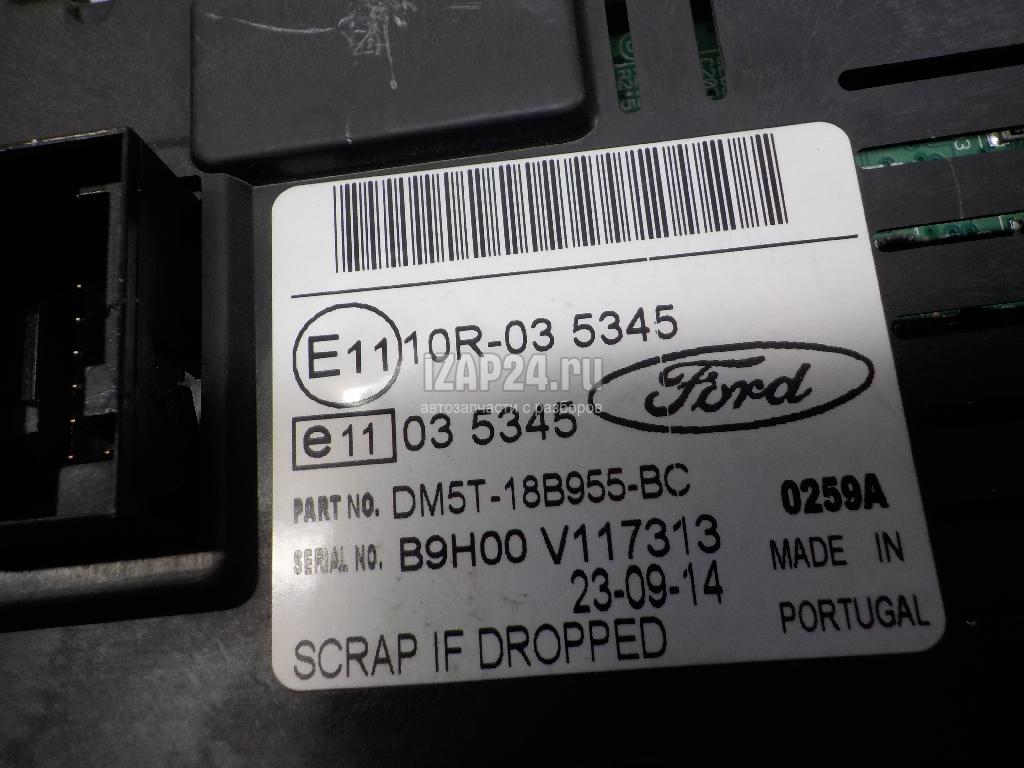 E11 10R-03 5345
IZAP24.ru
автозапчасти с разборов
Ford
e11 03 5345
PART NO. DM5T-18B955-BC 0259A
SERIAL NO. B9H00 V117313 MADE IN
23-09-14 PORTUGAL
SCRAP IF DROPPED